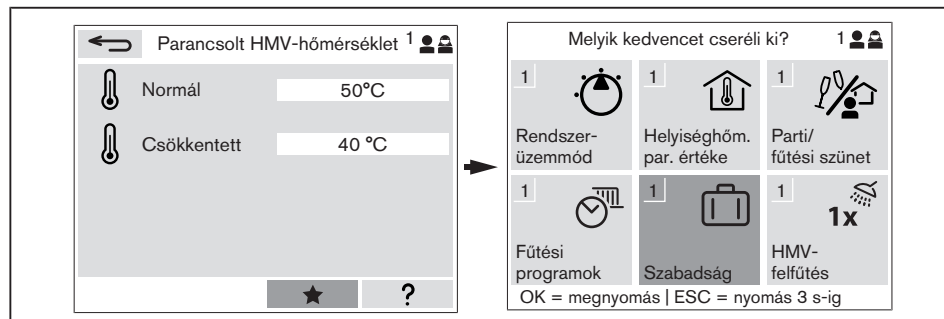 Parancsolt HMV-hőmérséklet 1
Normál 50°C
Csökkentett 40 °C
?
Melyik kedvencet cseréli ki? 1
1
Rendszer-
üzemmód
1
Helyiséghőm.
par. értéke
1
Parti/
fűtési szünet
1
Fűtési
programok
1
Szabadság
1
1x
HMV-
felfűtés
OK = megnyomás | ESC = nyomás 3 s-ig